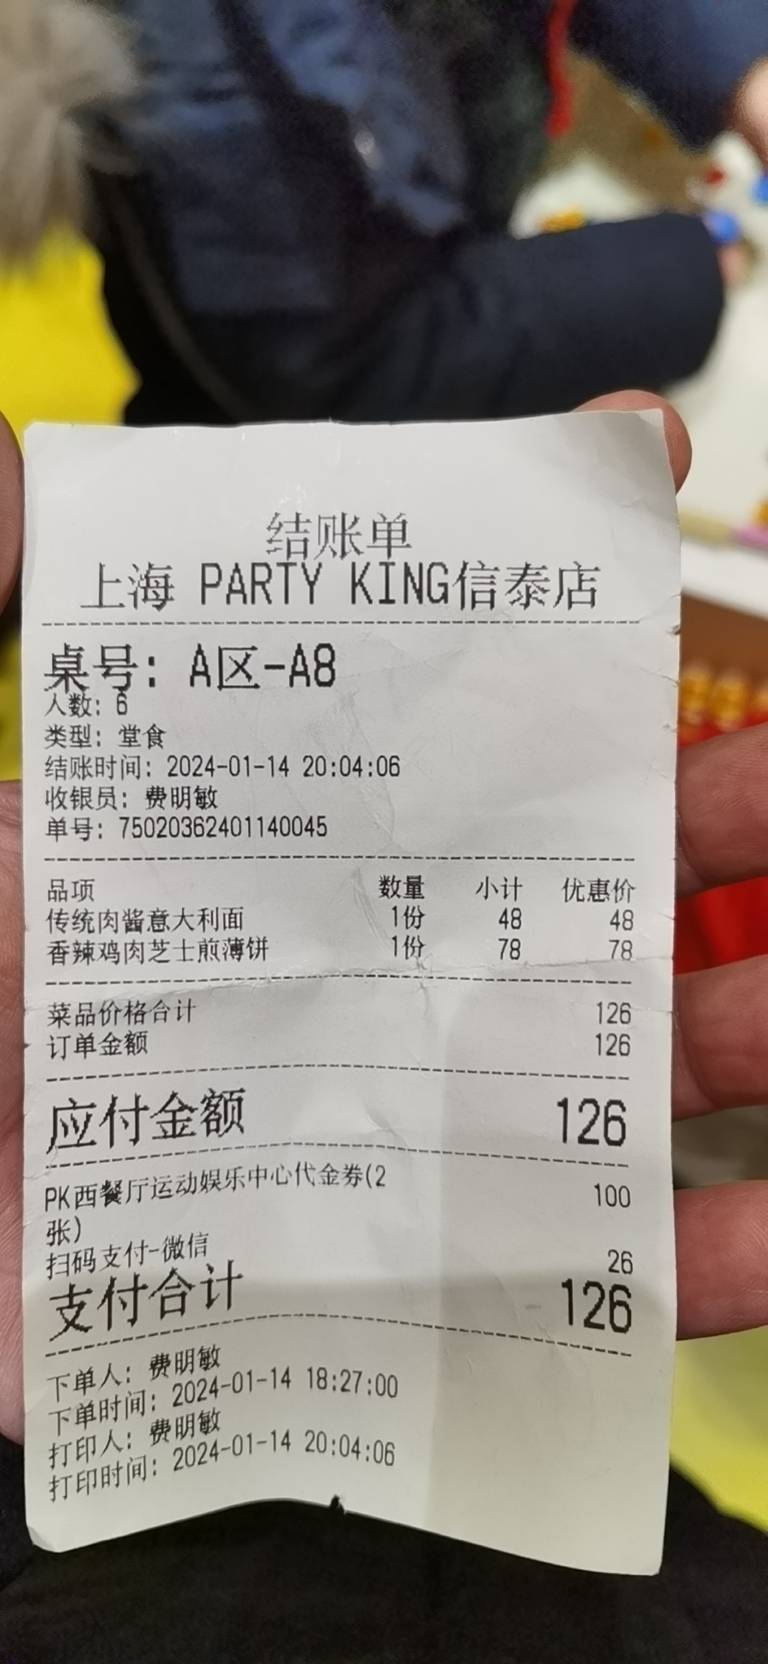 结账单
上海 PARTY KING信泰店
桌号: A区-A8
人数: 6
类型: 堂食
结账时间: 2024-01-14 20:04:06
收银员: 费明敏
单号: 75020362401140045
品项 数量 小计 优惠价
传统肉酱意大利面 1份 48 48
香辣鸡肉芝士煎薄饼 1份 78 78
菜品价格合计 126
订单金额 126
应付金额 126
PK西餐厅运动娱乐中心代金券(2 100
张)
扫码支付-微信 26
支付合计 126
下单人: 费明敏
下单时间: 2024-01-14 18:27:00
打印人: 费明敏
打印时间: 2024-01-14 20:04:06